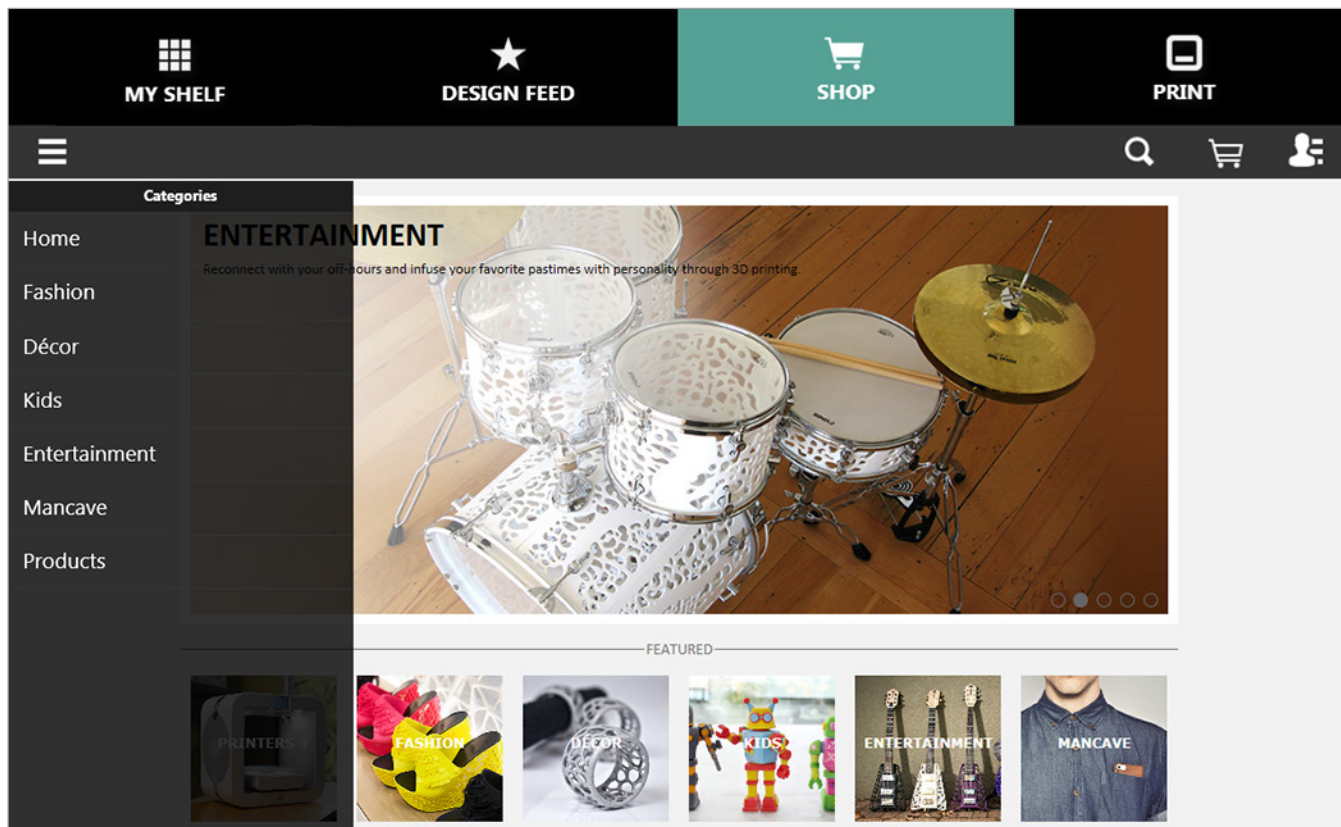 MY SHELF
DESIGN FEED
SHOP
PRINT
Categories
Home
Fashion
Décor
Kids
Entertainment
Mancave
Products
ENTERTAINMENT
Reconnect with your off-hours and infuse your favorite pastimes with personality through 3D printing.
FEATURED
PRINTERS +
FASHION
DÉCOR
KIDS
ENTERTAINMENT
MANCAVE